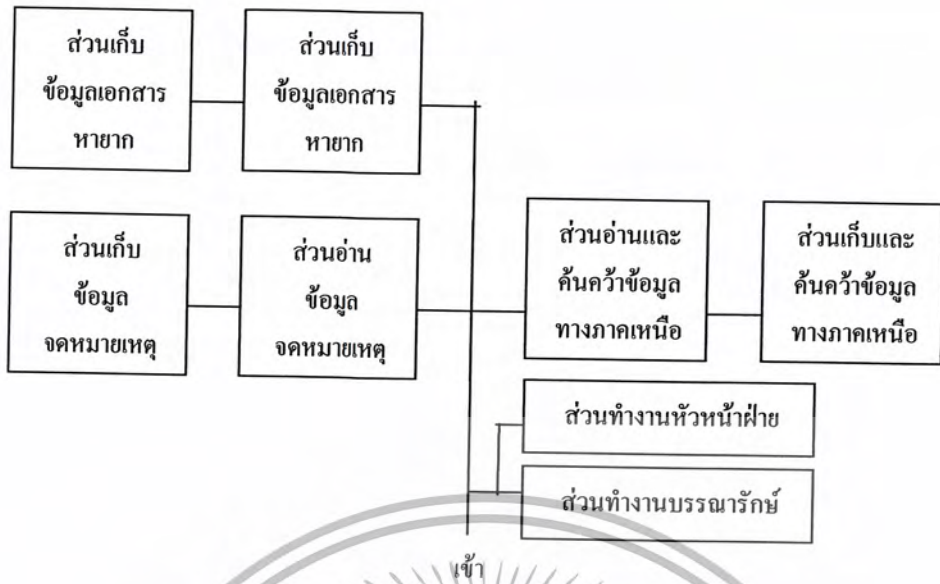 ส่วนเก็บ
ข้อมูลเอกสาร
หายาก
ส่วนเก็บ
ข้อมูลเอกสาร
หายาก
ส่วนเก็บ
ข้อมูล
จดหมายเหตุ
ส่วนอ่าน
ข้อมูล
จดหมายเหตุ
ส่วนอ่านและ
ค้นคว้าข้อมูล
ทางภาคเหนือ
ส่วนเก็บและ
ค้นคว้าข้อมูล
ทางภาคเหนือ
ส่วนทำงานหัวหน้าฝ่าย
ส่วนทำงานบรรณารักษ์
เข้า